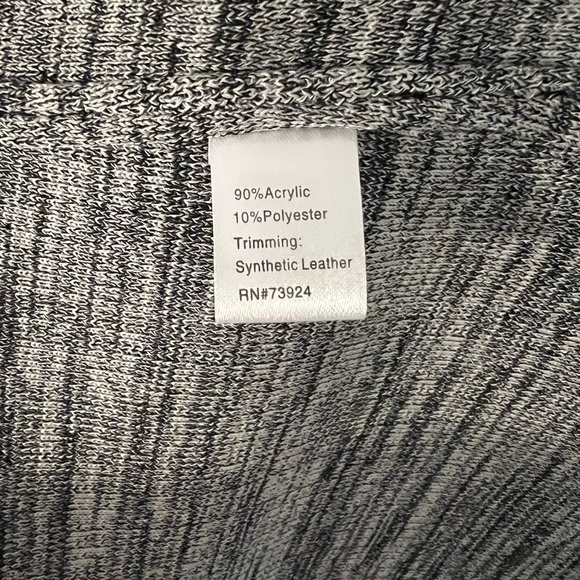 90%Acrylic
10%Polyester
Trimming:
Synthetic Leather
RN#73924